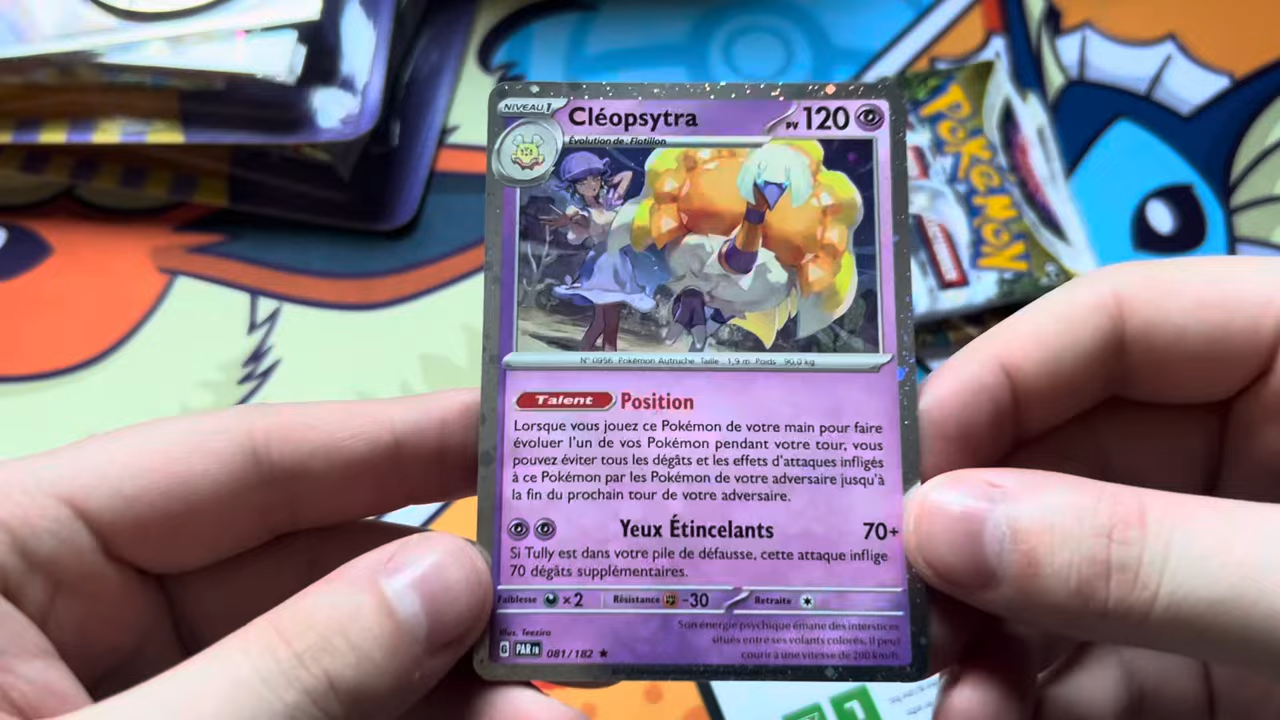 NIVEAU 1
Cléopsytra
PV 120
Évolution de : Flotillon
POKÉMON
N° 0956 Pokémon Autruche Taille : 1,9 m Poids : 90,0 kg
Talent Position
Lorsque vous jouez ce Pokémon de votre main pour faire
évoluer l'un de vos Pokémon pendant votre tour, vous
pouvez éviter tous les dégâts et les effets d'attaques infligés
à ce Pokémon par les Pokémon de votre adversaire jusqu'à
la fin du prochain tour de votre adversaire.
Yeux Étincelants 70+
Si Tully est dans votre pile de défausse, cette attaque inflige
70 dégâts supplémentaires.
Faiblesse ×2 Résistance -30 Retraite
Illus. Teeziro
Son énergie psychique émane des interstices
situés entre ses volants colorés. Il peut
courir à une vitesse de 200 km/h.
G PAR FR 081/182 ★